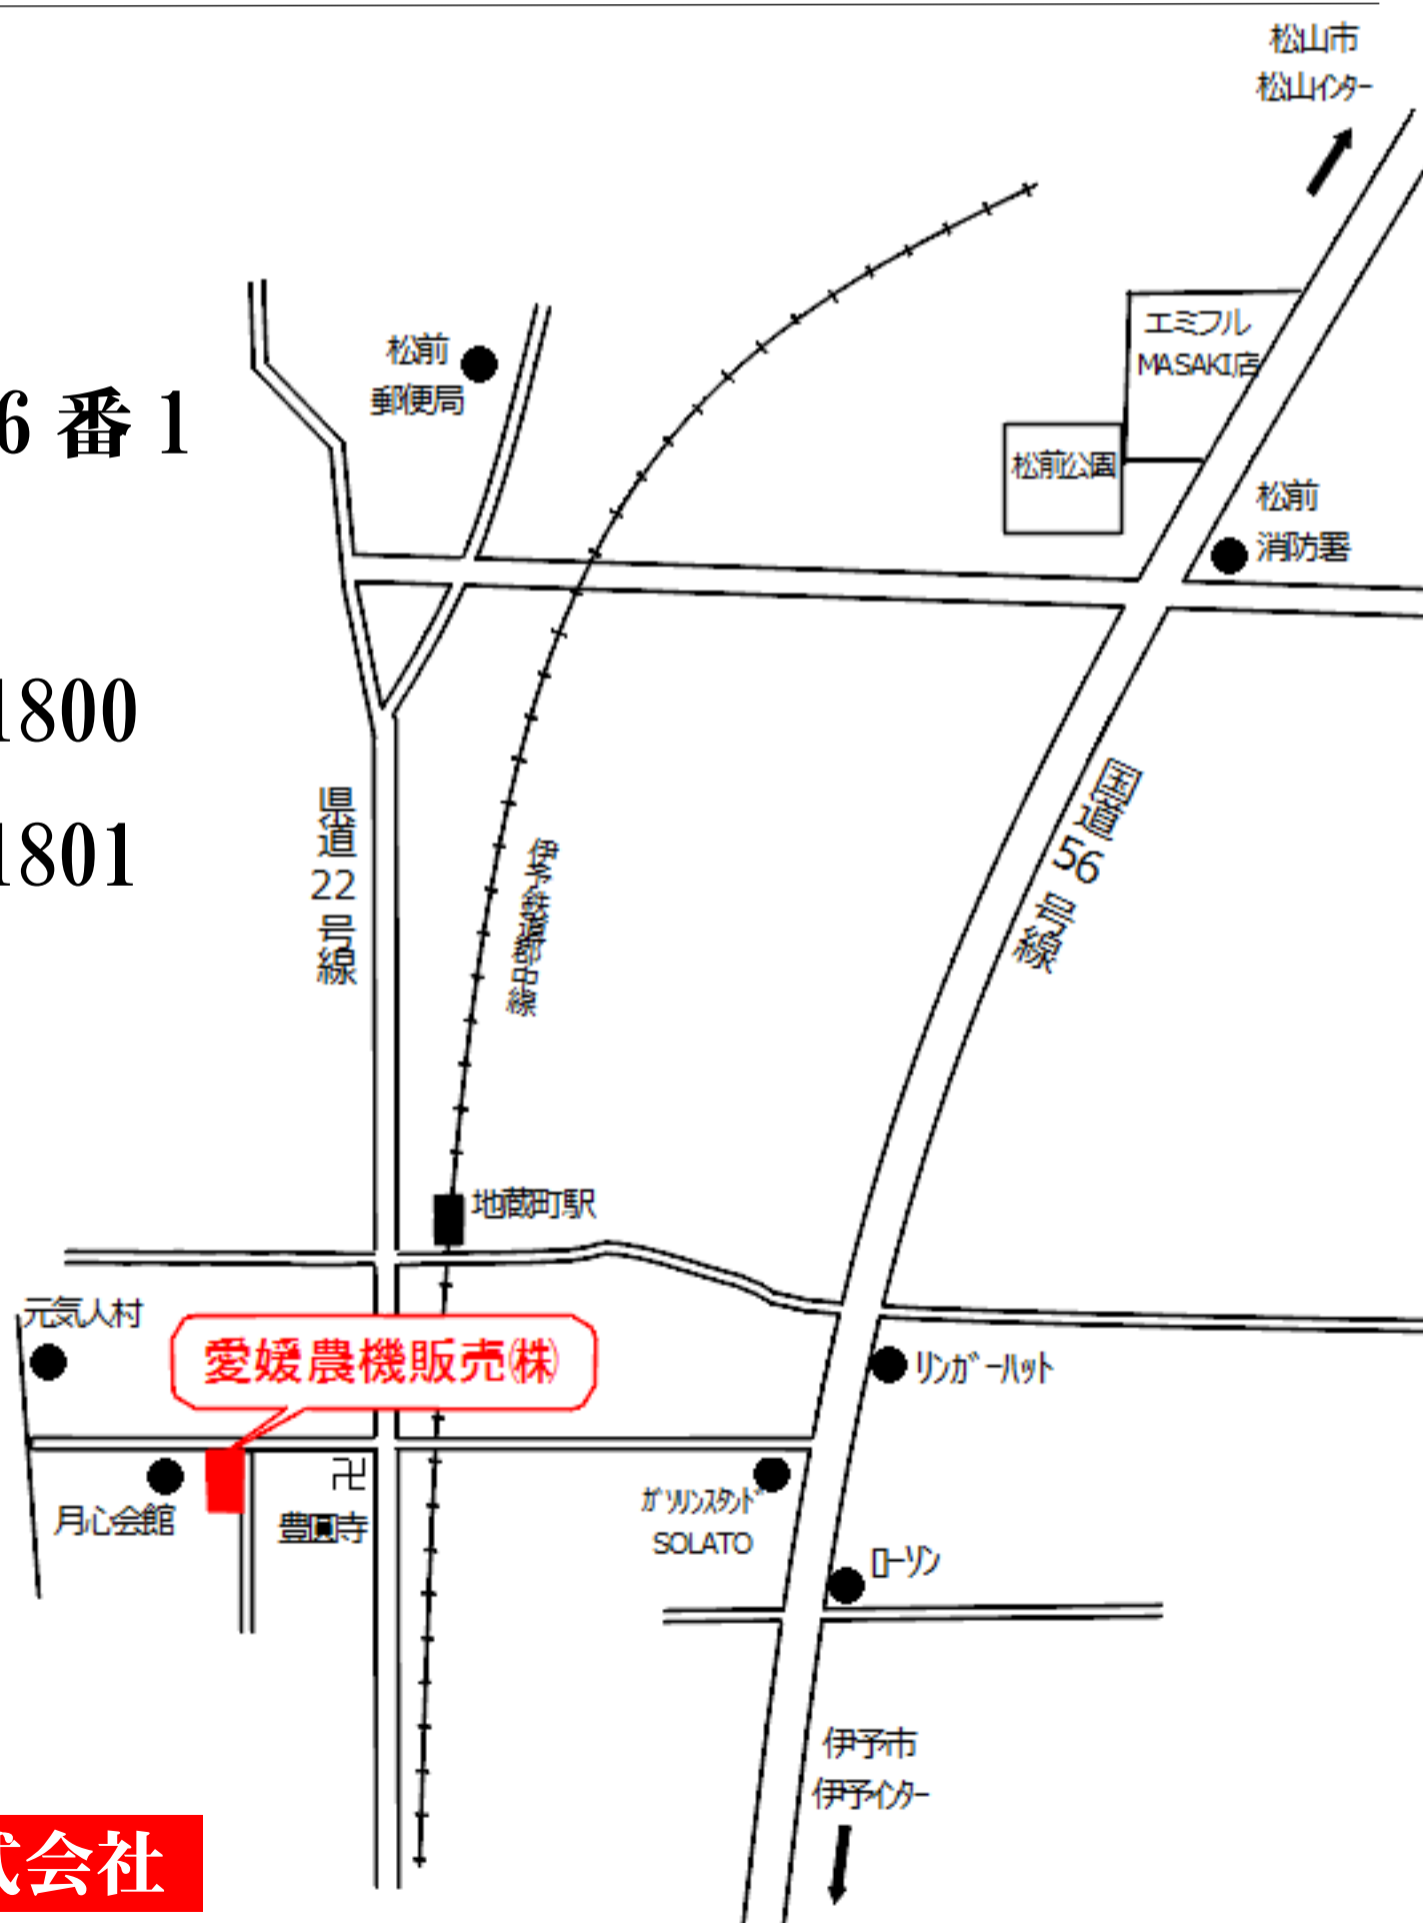 松山市
松山インター
エミフル
MASAKI店
松前
郵便局
6番1
松前公園
松前
消防署
1800
国道56号線
県道22号線
1801
伊予鉄道郡中線
地蔵町駅
元気人村
愛媛農機販売㈱
リンガーハット
卍
月心会館
豊圓寺
ガソリンスタンド
SOLATO
ローソン
伊予市
伊予インター
式会社